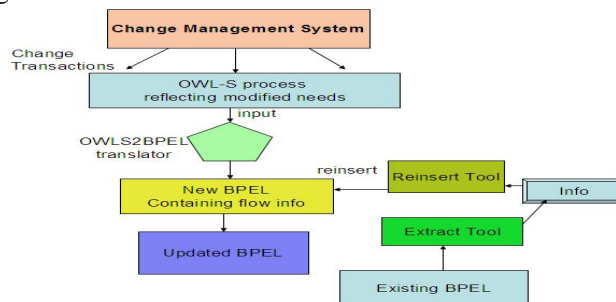 Change Management System
Change
Transactions
OWL-S process
reflecting modified needs
input
OWLS2BPEL
translator
reinsert
Reinsert Tool
Info
New BPEL
Containing flow info
Extract Tool
Updated BPEL
Existing BPEL